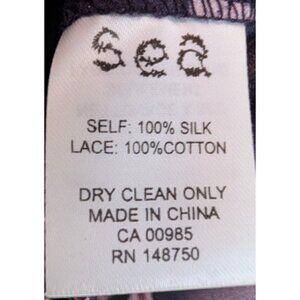 sea
SELF: 100% SILK
LACE: 100%COTTON
DRY CLEAN ONLY
MADE IN CHINA
CA 00985
RN 148750